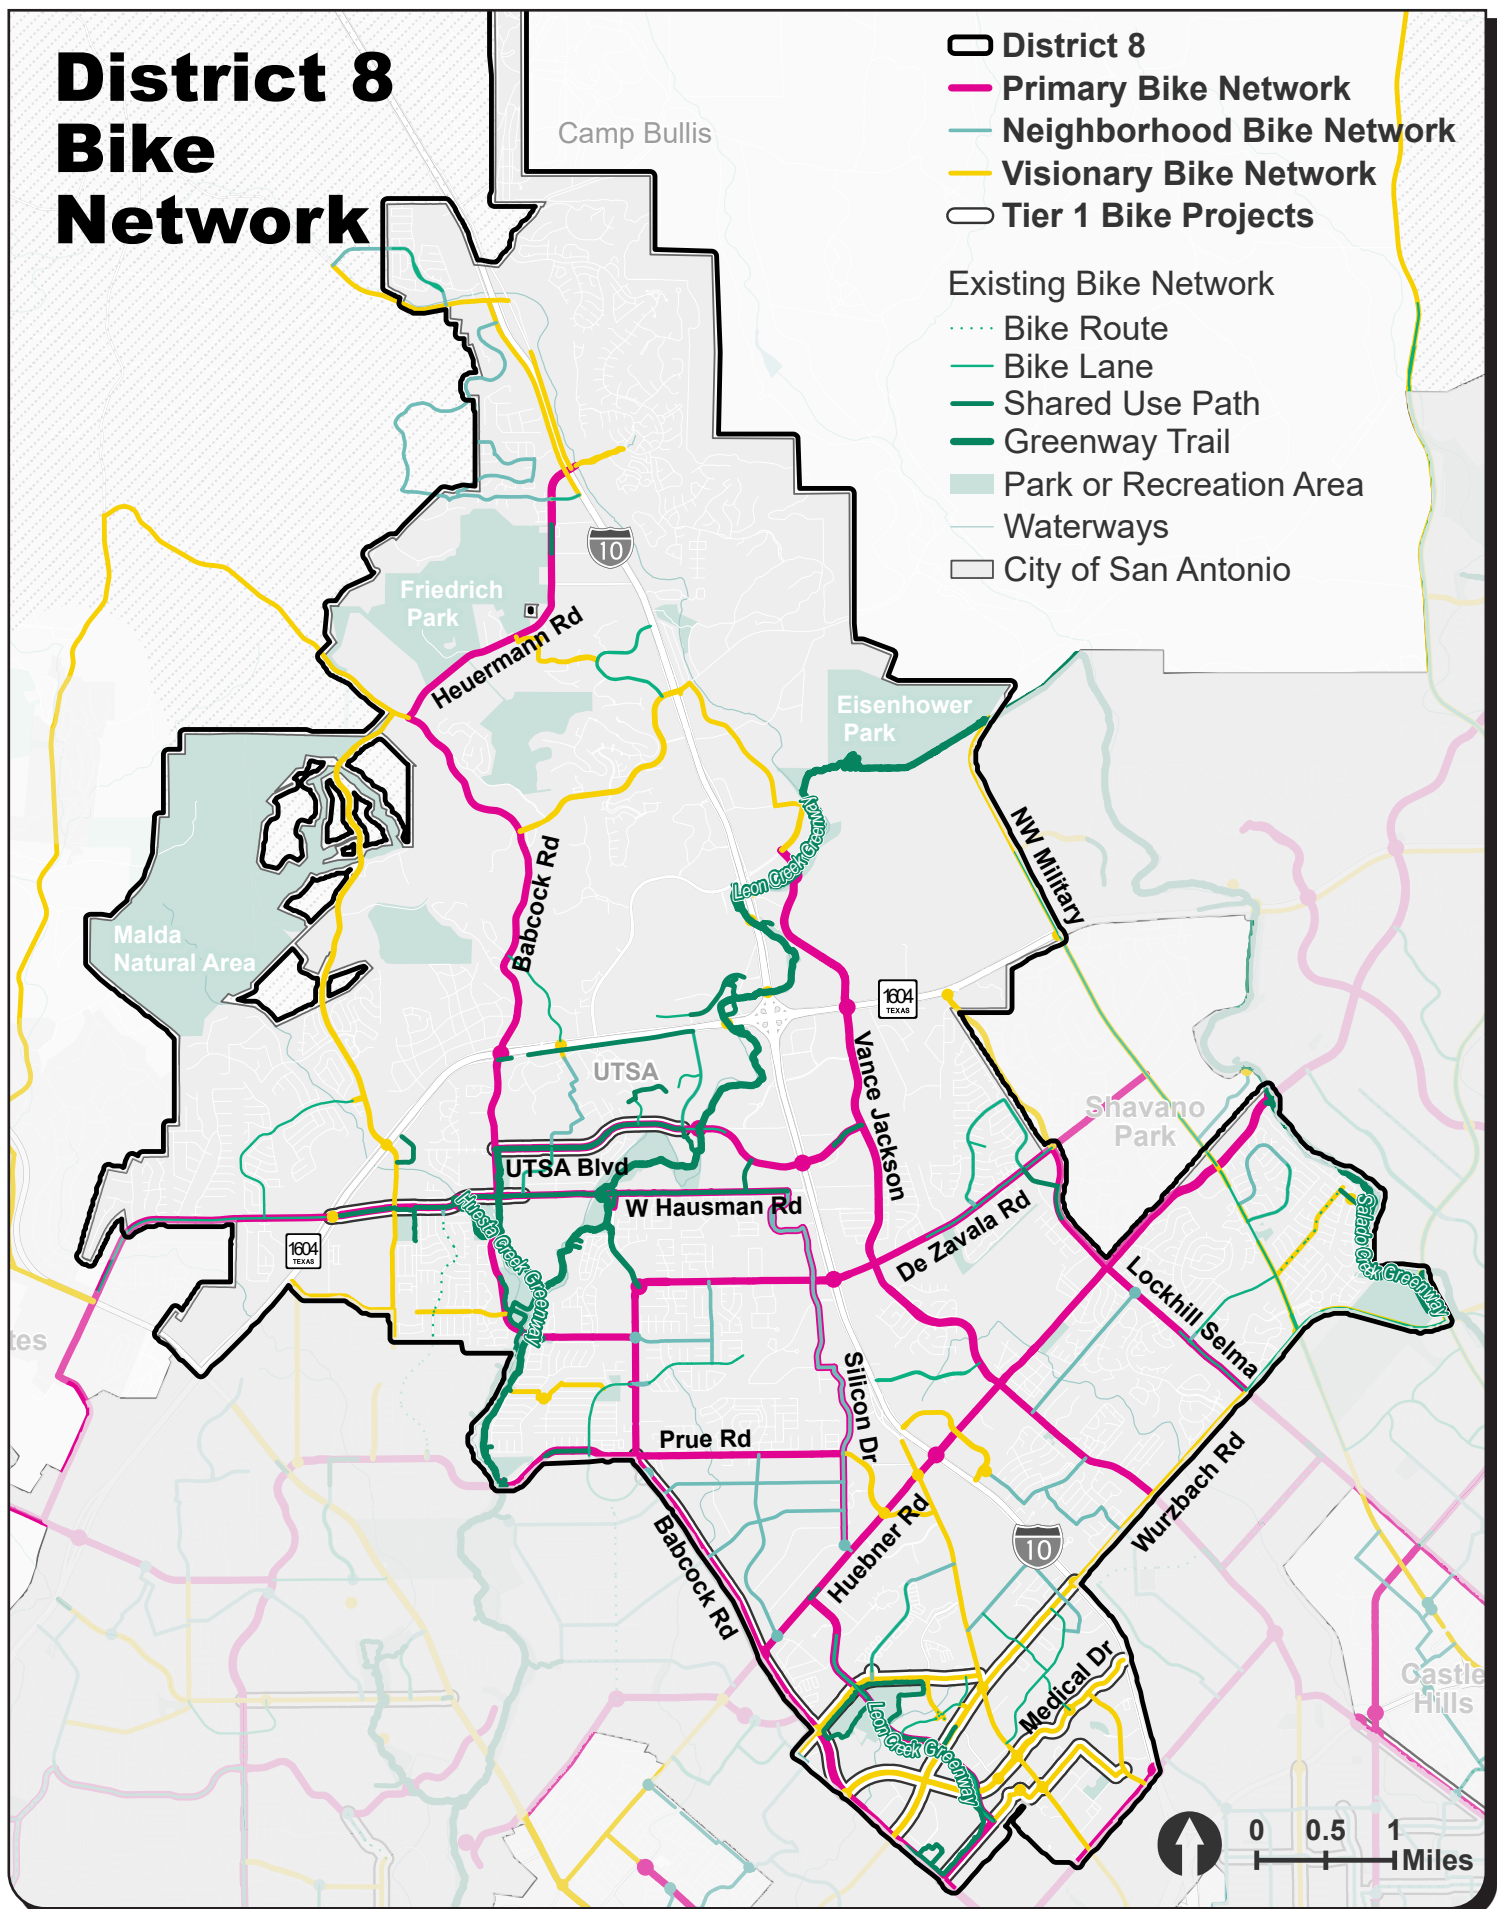 District 8
Bike
Network
District 8
Primary Bike Network
Neighborhood Bike Network
Visionary Bike Network
Tier 1 Bike Projects
Existing Bike Network
Bike Route
Bike Lane
Shared Use Path
Greenway Trail
Park or Recreation Area
Waterways
City of San Antonio
Camp Bullis
10
Friedrich
Park
Heuermann Rd
Eisenhower
Park
Leon Creek Greenway
NW Military
Babcock Rd
Malda
Natural Area
1604
TEXAS
UTSA
Vance Jackson
Shavano
Park
UTSA Blvd
W Hausman Rd
Huesta Creek Greenway
De Zavala Rd
Salado Creek Greenway
1604
TEXAS
Lockhill Selma
tes
Silicon Dr
Prue Rd
Wurzbach Rd
Babcock Rd
Huebner Rd
10
Medical Dr
Castle
Hills
Leon Creek Greenway
0 0.5 1
Miles